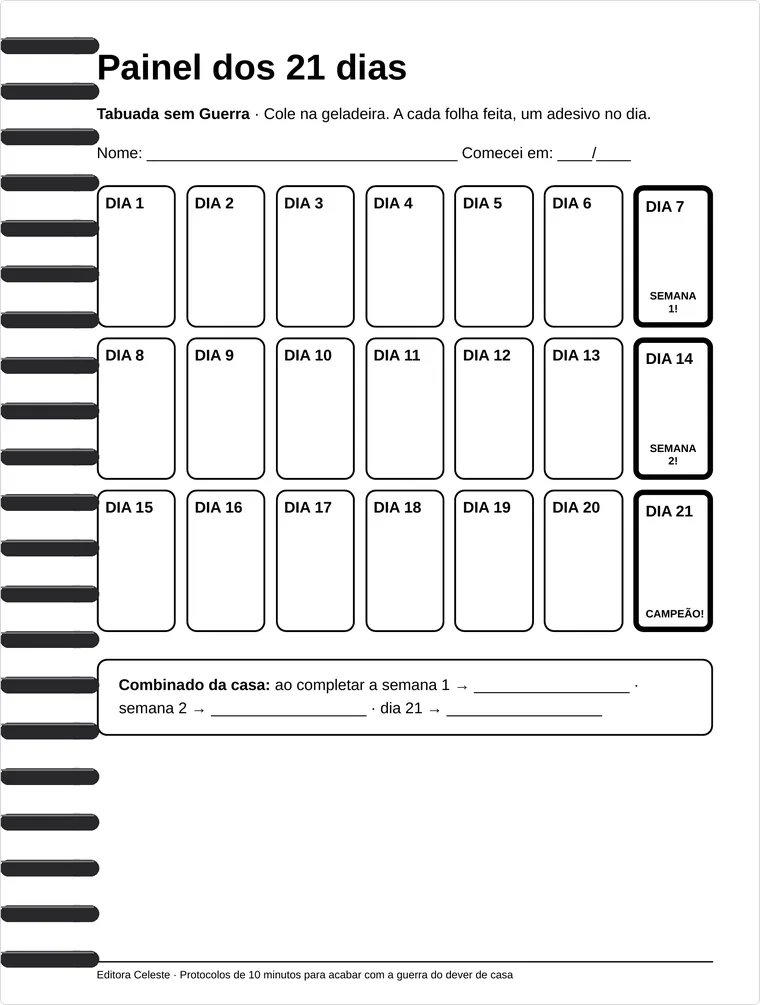 Painel dos 21 dias
Tabuada sem Guerra · Cole na geladeira. A cada folha feita, um adesivo no dia.
Nome: ____________________________________ Comecei em: ____/____
DIA 1 DIA 2 DIA 3 DIA 4 DIA 5 DIA 6 DIA 7
SEMANA
1!
DIA 8 DIA 9 DIA 10 DIA 11 DIA 12 DIA 13 DIA 14
SEMANA
2!
DIA 15 DIA 16 DIA 17 DIA 18 DIA 19 DIA 20 DIA 21
CAMPEÃO!
Combinado da casa: ao completar a semana 1 → __________________ ·
semana 2 → __________________ · dia 21 → __________________
Editora Celeste · Protocolos de 10 minutos para acabar com a guerra do dever de casa